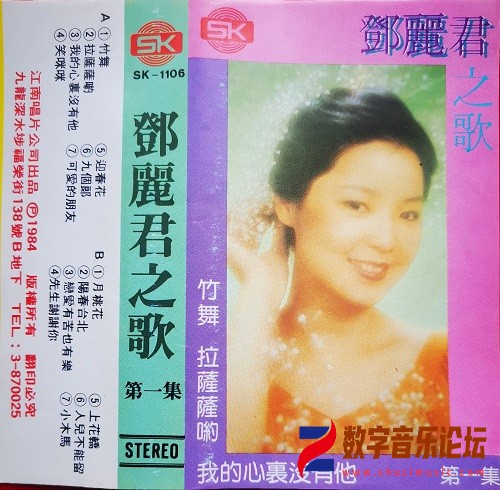 A
①竹舞
②拉薩薩喲
③我的心裏沒有他
④笑咪咪
⑤迎春花
⑥九個郎
⑦可愛的朋友
B
①月桃花
②陽春台北
③戀愛有苦也有樂
④先生謝謝你
⑤上花轎
⑥人兒不能留
⑦小木馬
江南唱片公司出品 Ⓟ1984 版權所有 翻印必究
九龍深水埗福榮街138號B地下 TEL:3-870025
SK
SK-1106
鄧麗君之歌
第一集
STEREO
SK
鄧麗君
之歌
竹舞 拉薩薩喲
我的心裏沒有他
第一集
数字音乐论坛